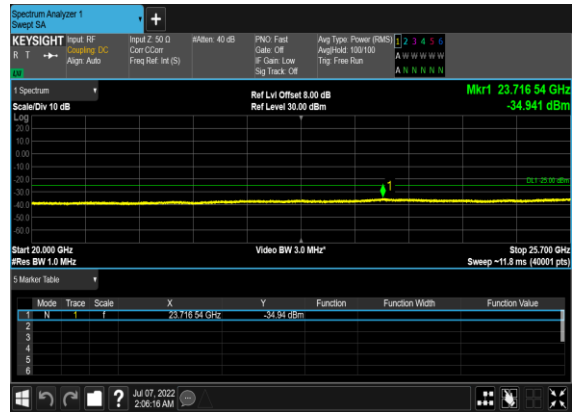 Spectrum Analyzer 1
Swept SA
KEYSIGHT Input: RF Input Z: 50 Ω #Atten: 40 dB PNO: Fast Avg Type: Power (RMS) 1 2 3 4 5 6
R T Coupling: DC Corr CCorr Gate: Off Avg|Hold: 100/100 A W W W W W
Align: Auto Freq Ref: Int (S) IF Gain: Low Trig: Free Run
Sig Track: Off A N N N N N
1 Spectrum Ref Lvl Offset 8.00 dB Mkr1 23.716 54 GHz
Scale/Div 10 dB Ref Level 30.00 dBm -34.941 dBm
Log
20.0
10.0
0.00
-10.0
-20.0
DL1 -25.00 dBm
1
-30.0
-40.0
-50.0
-60.0
Start 20.000 GHz Video BW 3.0 MHz* Stop 25.700 GHz
#Res BW 1.0 MHz Sweep ~11.8 ms (40001 pts)
5 Marker Table
Mode Trace Scale X Y Function Function Width Function Value
1 N 1 f 23.716 54 GHz -34.94 dBm
2
3
4
5
6
? Jul 07, 2022
2:06:16 AM